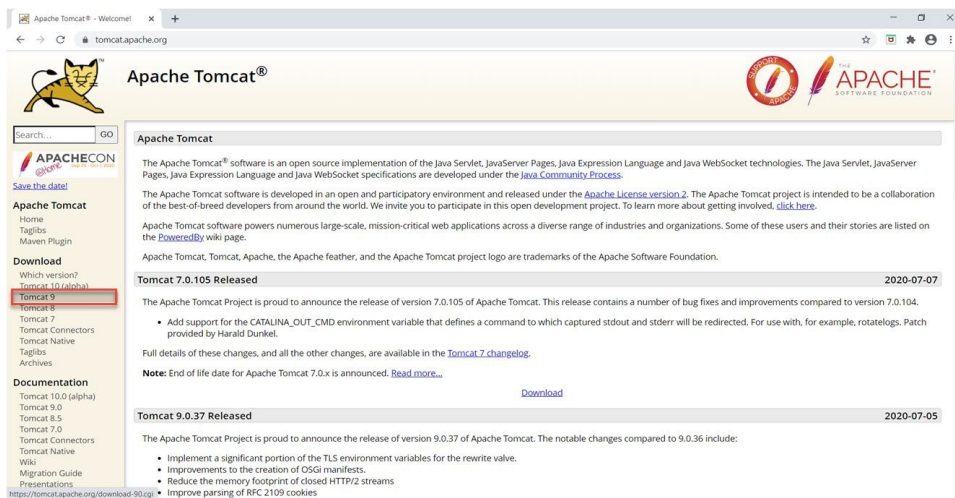 Apache Tomcat® - Welcome!
tomcat.apache.org
TM
Apache Tomcat®
SUPPORT
APACHE
THE
APACHE®
SOFTWARE FOUNDATION
Search...
GO
APACHECON
@Home
Save the date!
Apache Tomcat
Home
Taglibs
Maven Plugin
Download
Which version?
Tomcat 10 (alpha)
Tomcat 9
Tomcat 8
Tomcat 7
Tomcat Connectors
Tomcat Native
Taglibs
Archives
Documentation
Tomcat 10.0 (alpha)
Tomcat 9.0
Tomcat 8.5
Tomcat 7.0
Tomcat Connectors
Tomcat Native
Wiki
Migration Guide
Presentations
https://tomcat.apache.org/download-90.cgi
Apache Tomcat
The Apache Tomcat® software is an open source implementation of the Java Servlet, JavaServer Pages, Java Expression Language and Java WebSocket technologies. The Java Servlet, JavaServer
Pages, Java Expression Language and Java WebSocket specifications are developed under the Java Community Process.
The Apache Tomcat software is developed in an open and participatory environment and released under the Apache License version 2. The Apache Tomcat project is intended to be a collaboration
of the best-of-breed developers from around the world. We invite you to participate in this open development project. To learn more about getting involved, click here.
Apache Tomcat software powers numerous large-scale, mission-critical web applications across a diverse range of industries and organizations. Some of these users and their stories are listed on
the PoweredBy wiki page.
Apache Tomcat, Tomcat, Apache, the Apache feather, and the Apache Tomcat project logo are trademarks of the Apache Software Foundation.
Tomcat 7.0.105 Released
2020-07-07
The Apache Tomcat Project is proud to announce the release of version 7.0.105 of Apache Tomcat. This release contains a number of bug fixes and improvements compared to version 7.0.104.
• Add support for the CATALINA_OUT_CMD environment variable that defines a command to which captured stdout and stderr will be redirected. For use with, for example, rotatelogs. Patch
provided by Harald Dunkel.
Full details of these changes, and all the other changes, are available in the Tomcat 7 changelog.
Note: End of life date for Apache Tomcat 7.0.x is announced. Read more...
Download
Tomcat 9.0.37 Released
2020-07-05
The Apache Tomcat Project is proud to announce the release of version 9.0.37 of Apache Tomcat. The notable changes compared to 9.0.36 include:
• Implement a significant portion of the TLS environment variables for the rewrite valve.
• Improvements to the creation of OSGi manifests.
• Reduce the memory footprint of closed HTTP/2 streams
• Improve parsing of RFC 2109 cookies